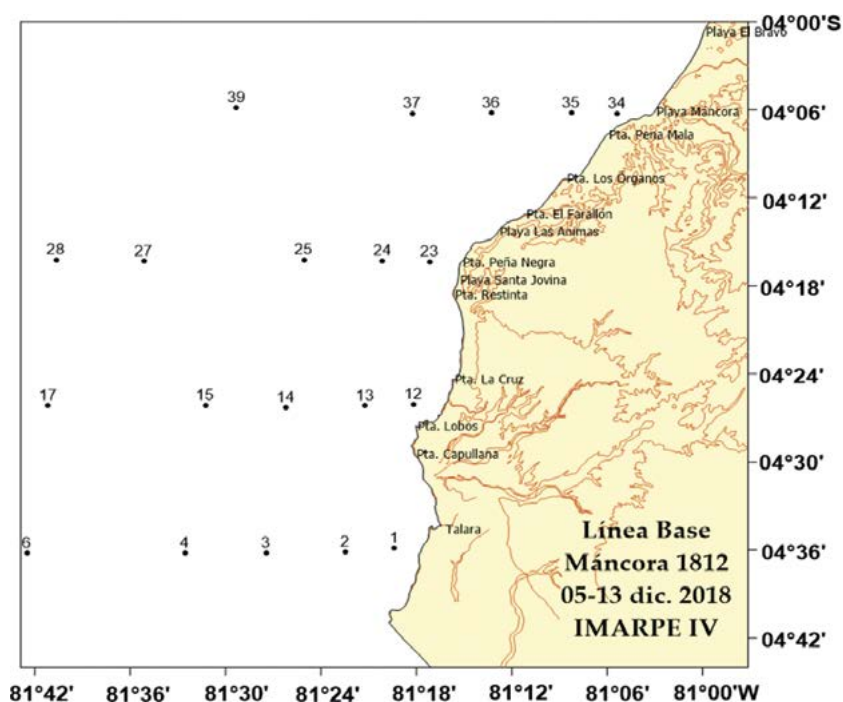 04°00'S
Playa El Bravo
39
37
36
35
34
04°06'
Playa Máncora
Pta. Peña Mala
Pta. Los Órganos
04°12'
Pta. El Farallón
Playa Las Animas
28
27
25
24
23
Pta. Peña Negra
Playa Santa Jovina
04°18'
Pta. Restinta
04°24'
Pta. La Cruz
17
15
14
13
12
Pta. Lobos
Pta. Capullana
04°30'
Talara
Línea Base
Máncora 1812
05-13 dic. 2018
IMARPE IV
6
4
3
2
1
04°36'
04°42'
81°42' 81°36' 81°30' 81°24' 81°18' 81°12' 81°06' 81°00'W